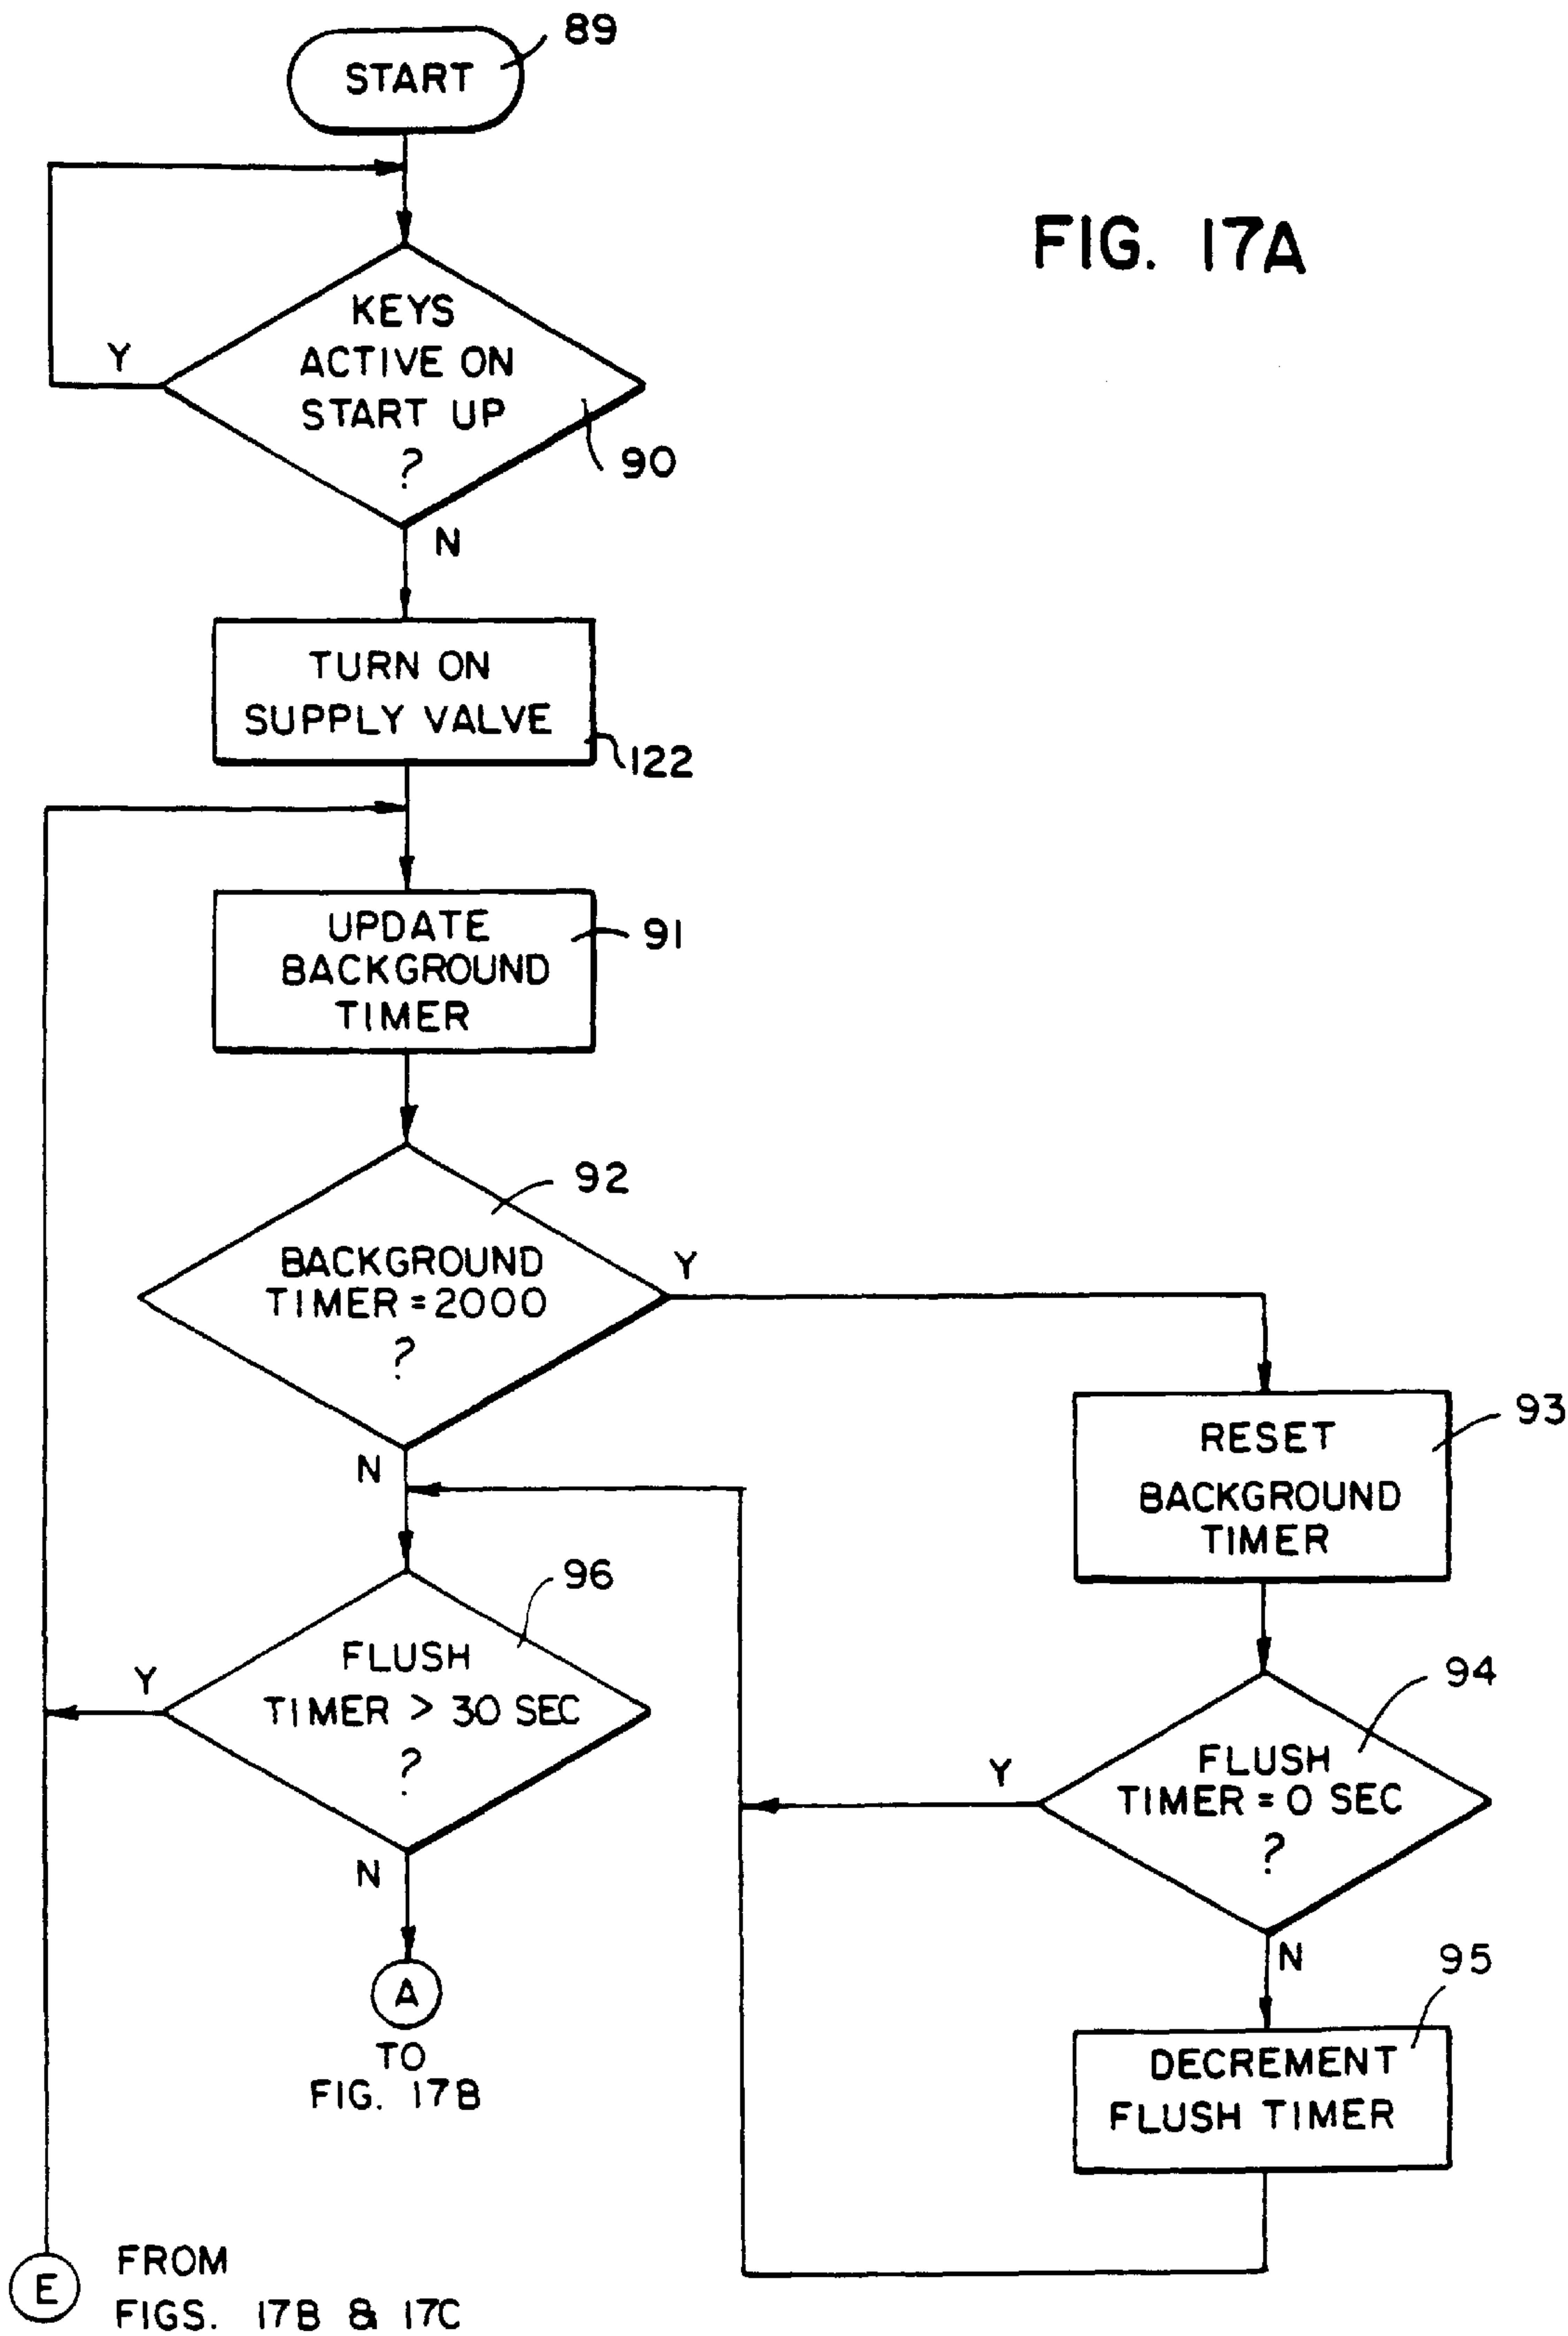 89
START
FIG. 17A
KEYS
ACTIVE ON
START UP
?
Y
90
N
TURN ON
SUPPLY VALVE
122
UPDATE
BACKGROUND
TIMER
91
92
BACKGROUND
TIMER = 2000
?
Y
N
93
RESET
BACKGROUND
TIMER
96
FLUSH
TIMER > 30 SEC
?
Y
N
94
FLUSH
TIMER = 0 SEC
?
Y
N
A
TO
FIG. 17B
95
DECREMENT
FLUSH TIMER
E
FROM
FIGS. 17B & 17C